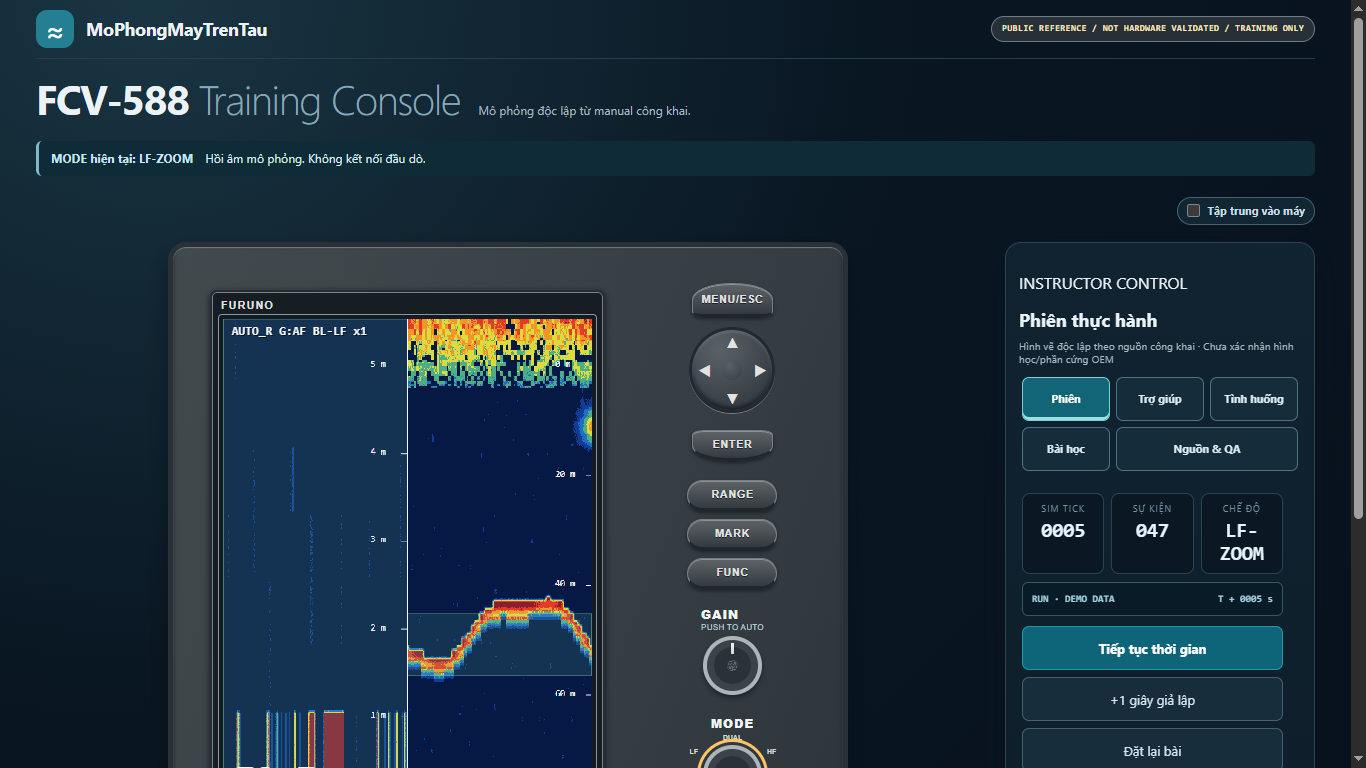 ≈ MoPhongMayTrenTau
PUBLIC REFERENCE / NOT HARDWARE VALIDATED / TRAINING ONLY
FCV-588 Training Console Mô phỏng độc lập từ manual công khai.
MODE hiện tại: LF-ZOOM Hồi âm mô phỏng. Không kết nối đầu dò.
Tập trung vào máy
FURUNO
AUTO_R G:AF BL-LF x1
5 m
4 m
3 m
2 m
1 m
0 m
20 m
40 m
60 m
MENU/ESC
ENTER
RANGE
MARK
FUNC
GAIN
PUSH TO AUTO
MODE
DUAL
LF
HF
INSTRUCTOR CONTROL
Phiên thực hành
Hình vẽ độc lập theo nguồn công khai · Chưa xác nhận hình
học/phần cứng OEM
Phiên
Trợ giúp
Tình huống
Bài học
Nguồn & QA
SIM TICK
0005
SỰ KIỆN
047
CHẾ ĐỘ
LF-
ZOOM
RUN · DEMO DATA
T + 0005 s
Tiếp tục thời gian
+1 giây giả lập
Đặt lại bài